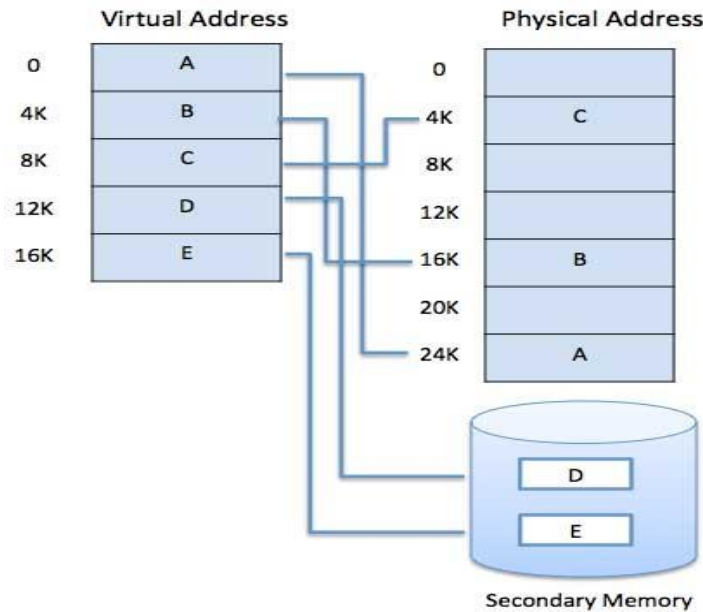 Virtual Address
0 A
4K B
8K C
12K D
16K E
Physical Address
0
4K C
8K
12K
16K B
20K
24K A
D
E
Secondary Memory